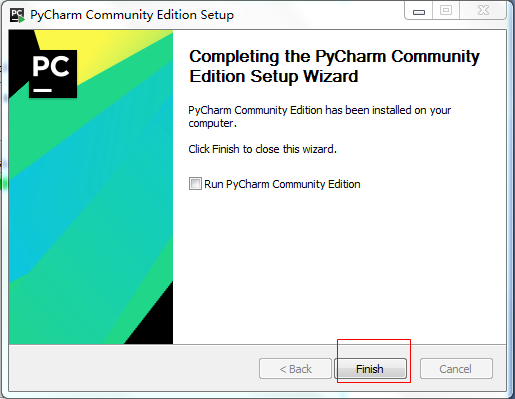 PC PyCharm Community Edition Setup
PC
Completing the PyCharm Community
Edition Setup Wizard
PyCharm Community Edition has been installed on your
computer.
Click Finish to close this wizard.
Run PyCharm Community Edition
< Back
Finish
Cancel